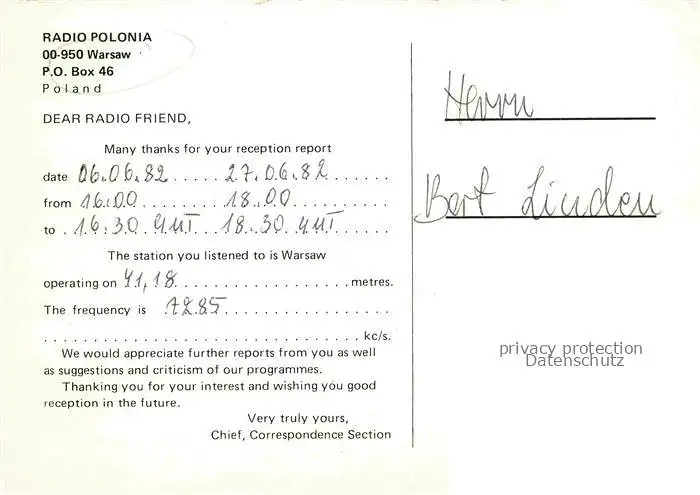 RADIO POLONIA
00-950 Warsaw
P.O. Box 46
Poland
DEAR RADIO FRIEND,
Many thanks for your reception report
date 06.06.82 ..... 27.06.82 ......
from 16.00 ........ 18.00 ..........
to . 16.30 GMT ... 18.30 GMT ......
The station you listened to is Warsaw
operating on 41,18 .................. metres.
The frequency is 7285 .................
................................... kc/s.
We would appreciate further reports from you as well
as suggestions and criticism of our programmes.
Thanking you for your interest and wishing you good
reception in the future.
Very truly yours,
Chief, Correspondence Section
Herrn
Bert Linden
privacy protection
Datenschutz